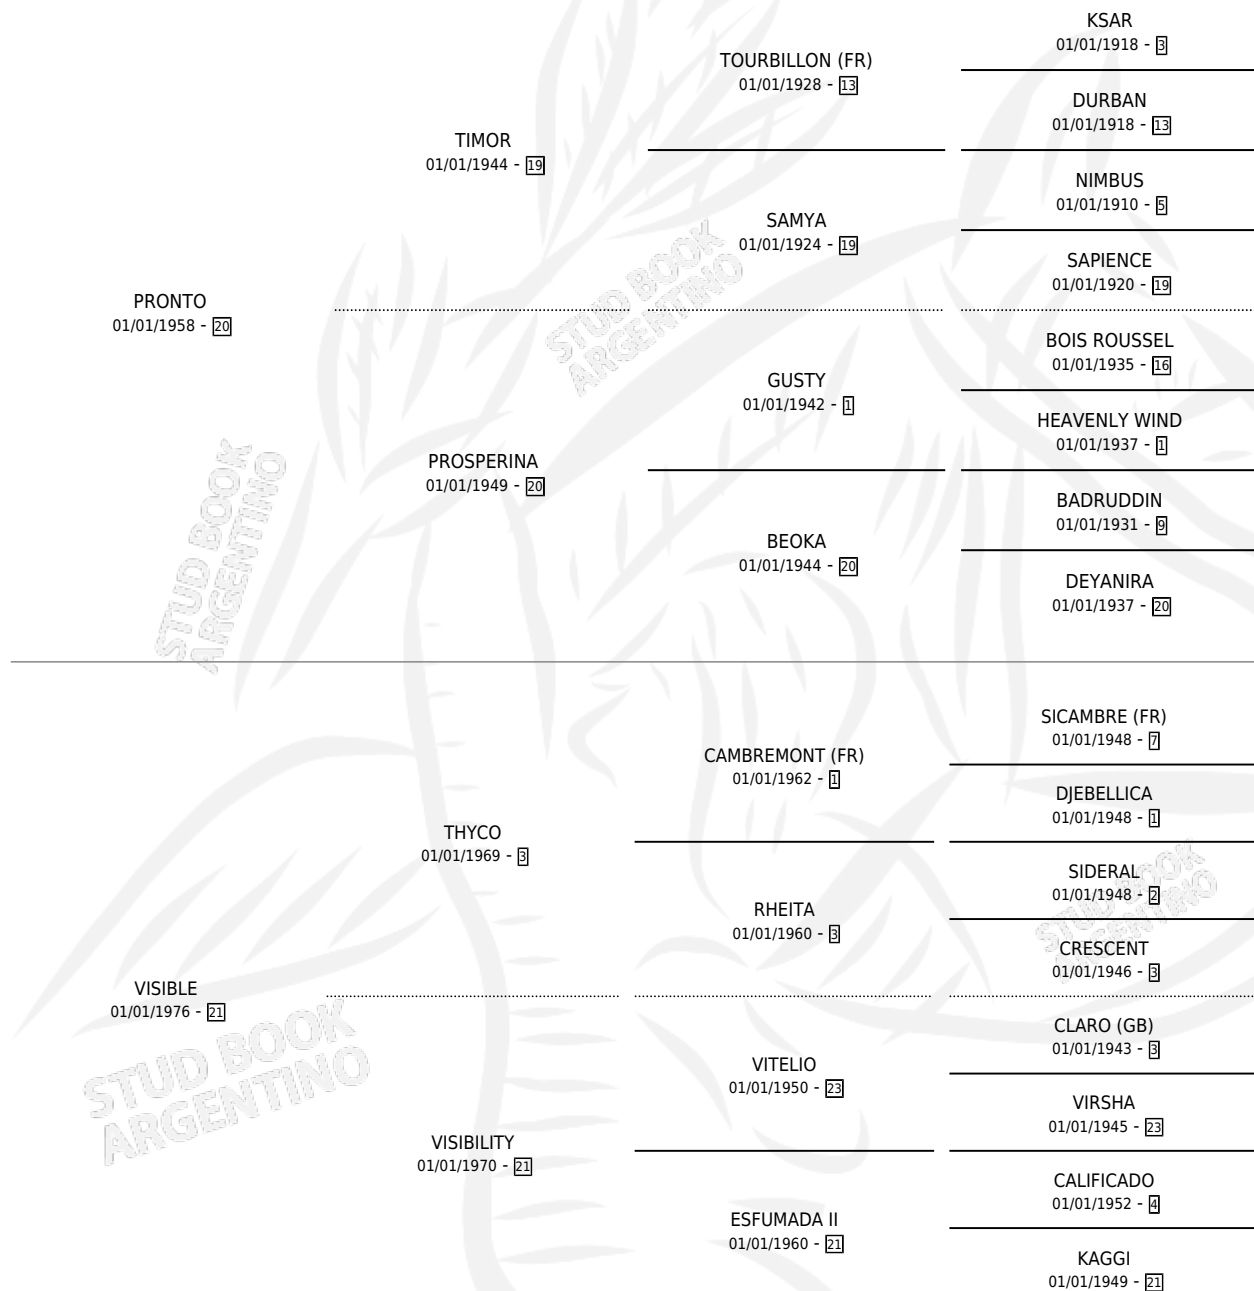 PRONTO
01/01/1958 - 20
TIMOR
01/01/1944 - 19
TOURBILLON (FR)
01/01/1928 - 13
KSAR
01/01/1918 - 3
DURBAN
01/01/1918 - 13
SAMYA
01/01/1924 - 19
NIMBUS
01/01/1910 - 5
SAPIENCE
01/01/1920 - 19
PROSPERINA
01/01/1949 - 20
GUSTY
01/01/1942 - 1
BOIS ROUSSEL
01/01/1935 - 16
HEAVENLY WIND
01/01/1937 - 1
BEOKA
01/01/1944 - 20
BADRUDDIN
01/01/1931 - 9
DEYANIRA
01/01/1937 - 20
VISIBLE
01/01/1976 - 21
THYCO
01/01/1969 - 3
CAMBREMONT (FR)
01/01/1962 - 1
SICAMBRE (FR)
01/01/1948 - 7
DJEBELLICA
01/01/1948 - 1
RHEITA
01/01/1960 - 3
SIDERAL
01/01/1948 - 2
CRESCENT
01/01/1946 - 3
VISIBILITY
01/01/1970 - 21
VITELIO
01/01/1950 - 23
CLARO (GB)
01/01/1943 - 3
VIRSHA
01/01/1945 - 23
ESFUMADA II
01/01/1960 - 21
CALIFICADO
01/01/1952 - 4
KAGGI
01/01/1949 - 21
STUD BOOK
ARGENTINO
STUD BOOK
ARGENTINO
STUD BOOK
ARGENTINO
STUD BOOK
ARGENTINO